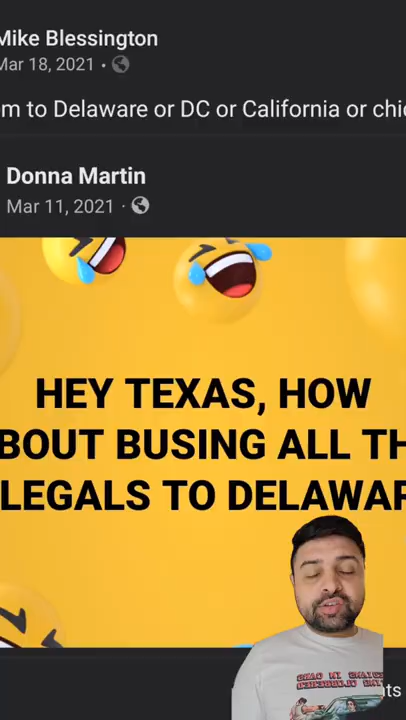 Mike Blessington
Mar 18, 2021 •
m to Delaware or DC or California or chic
Donna Martin
Mar 11, 2021 ·
HEY TEXAS, HOW
BOUT BUSING ALL TH
LEGALS TO DELAWAR
nts